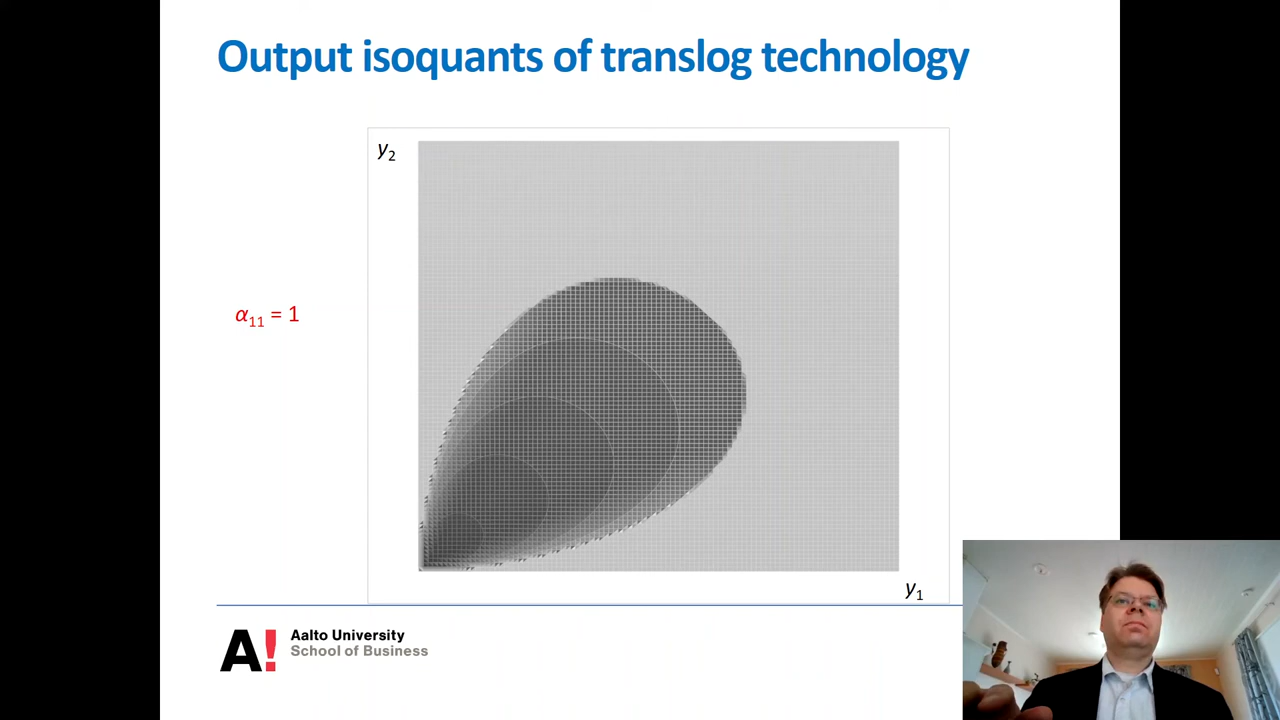 Output isoquants of translog technology
y2
α11 = 1
y1
A!
Aalto University
School of Business